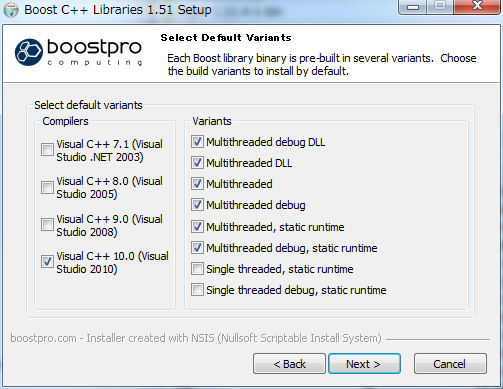 Boost C++ Libraries 1.51 Setup
boostpro
computing
Select Default Variants
Each Boost library binary is pre-built in several variants. Choose
the build variants to install by default.
Select default variants
Compilers
Visual C++ 7.1 (Visual
Studio .NET 2003)
Visual C++ 8.0 (Visual
Studio 2005)
Visual C++ 9.0 (Visual
Studio 2008)
Visual C++ 10.0 (Visual
Studio 2010)
Variants
Multithreaded debug DLL
Multithreaded DLL
Multithreaded
Multithreaded debug
Multithreaded, static runtime
Multithreaded debug, static runtime
Single threaded, static runtime
Single threaded debug, static runtime
boostpro.com - Installer created with NSIS (Nullsoft Scriptable Install System)
< Back
Next >
Cancel